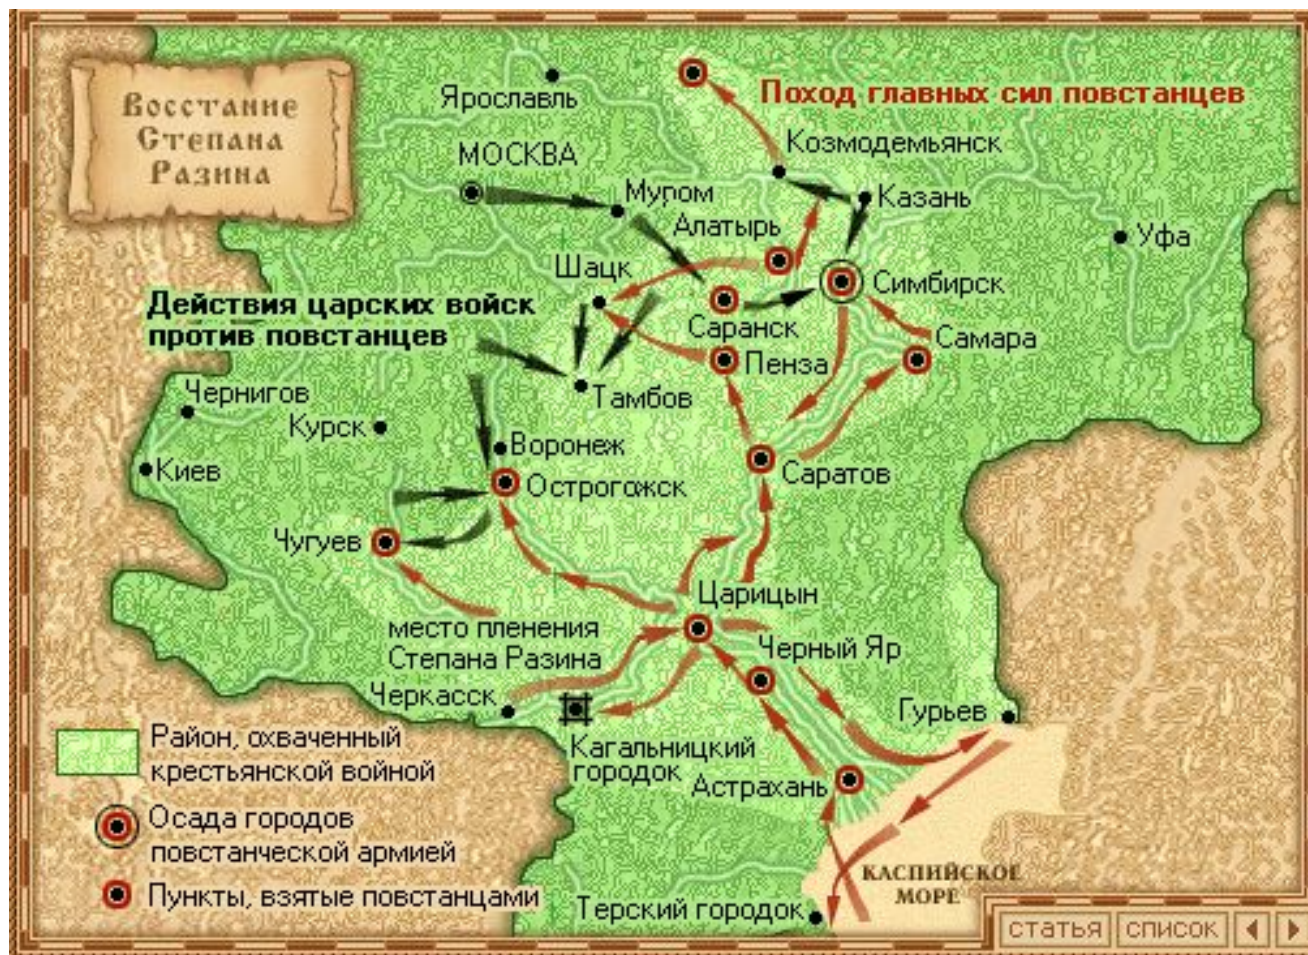 Восстание
Степана
Разина
Ярославль
Поход главных сил повстанцев
МОСКВА
Козмодемьянск
Муром
Казань
Алатырь
Уфа
Шацк
Симбирск
Действия царских войск
против повстанцев
Саранск
Самара
Пенза
Чернигов
Тамбов
Курск
Воронеж
Киев
Саратов
Острогожск
Чугуев
Царицын
место пленения
Степана Разина
Черный Яр
Черкасск
Гурьев
Район, охваченный
крестьянской войной
Кагальницкий
городок
Астрахань
Осада городов
повстанческой армией
КАСПИЙСКОЕ
МОРЕ
Пункты, взятые повстанцами
Терский городок
статья
список